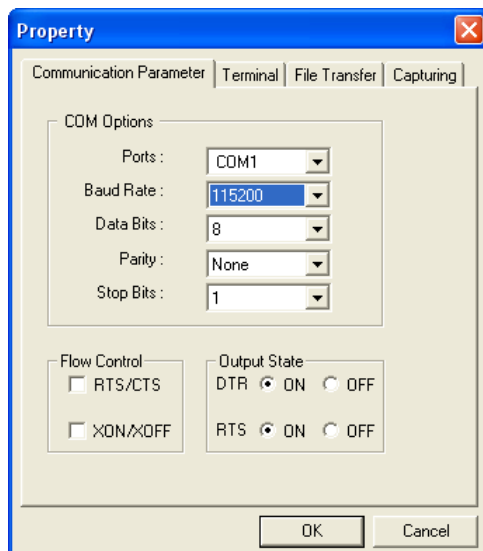 Property
Communication Parameter Terminal File Transfer Capturing
COM Options
Ports : COM1
Baud Rate : 115200
Data Bits : 8
Parity : None
Stop Bits : 1
Flow Control Output State
RTS/CTS DTR ON OFF
XON/XOFF RTS ON OFF
OK Cancel